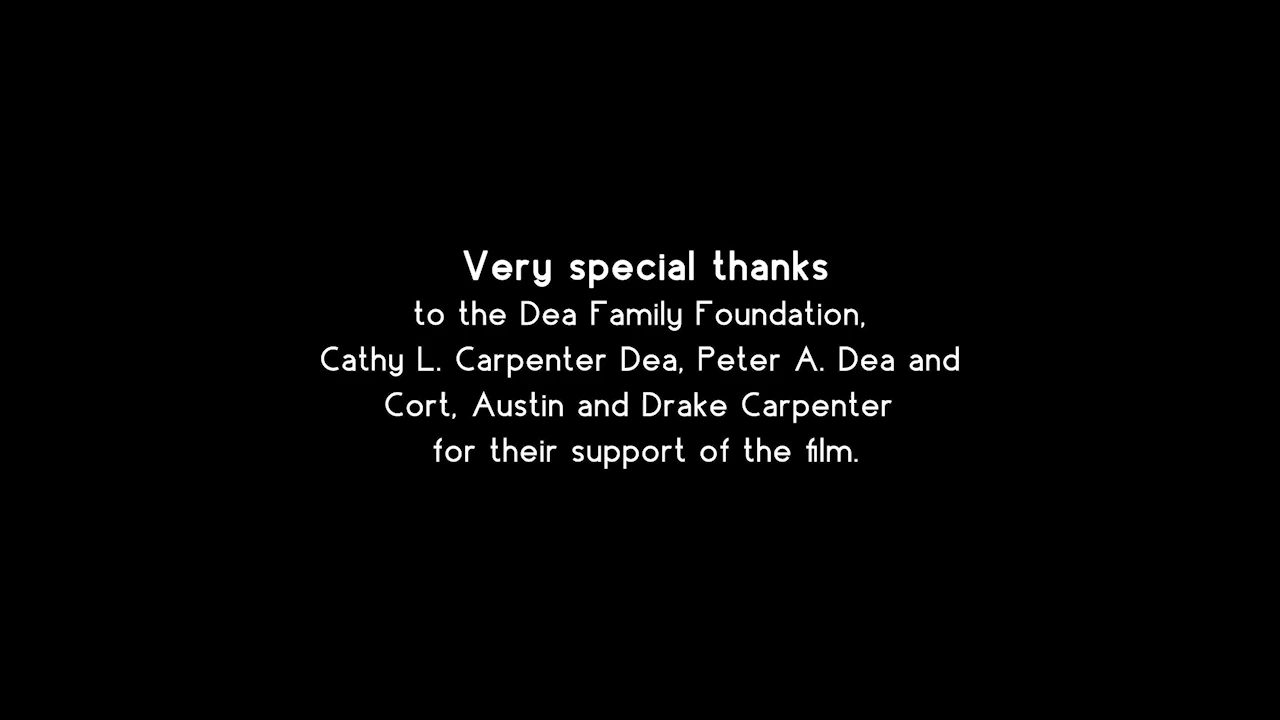 Very special thanks
to the Dea Family Foundation,
Cathy L. Carpenter Dea, Peter A. Dea and
Cort, Austin and Drake Carpenter
for their support of the film.